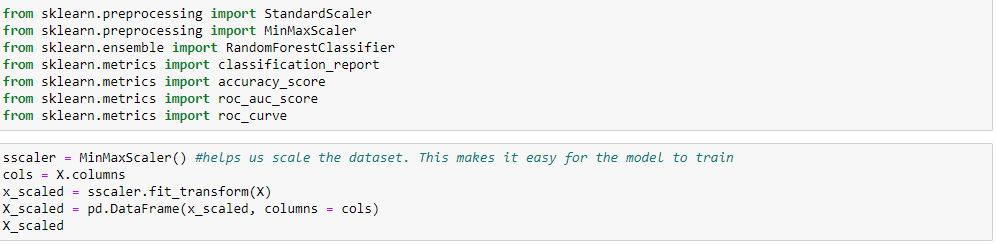 from sklearn.preprocessing import StandardScaler
from sklearn.preprocessing import MinMaxScaler
from sklearn.ensemble import RandomForestClassifier
from sklearn.metrics import classification_report
from sklearn.metrics import accuracy_score
from sklearn.metrics import roc_auc_score
from sklearn.metrics import roc_curve
sscaler = MinMaxScaler() #helps us scale the dataset. This makes it easy for the model to train
cols = X.columns
x_scaled = sscaler.fit_transform(X)
X_scaled = pd.DataFrame(x_scaled, columns = cols)
X_scaled